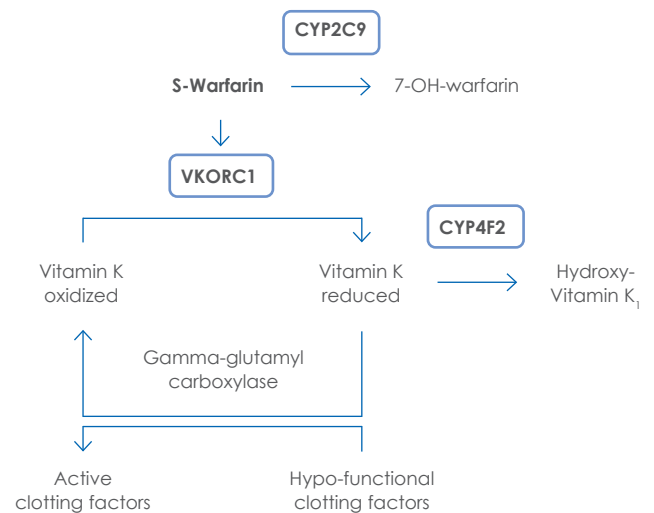 CYP2C9
S-Warfarin 7-OH-warfarin
VKORC1
CYP4F2
Vitamin K
oxidized
Vitamin K
reduced
Hydroxy-
Vitamin K₁
Gamma-glutamyl
carboxylase
Active
clotting factors
Hypo-functional
clotting factors